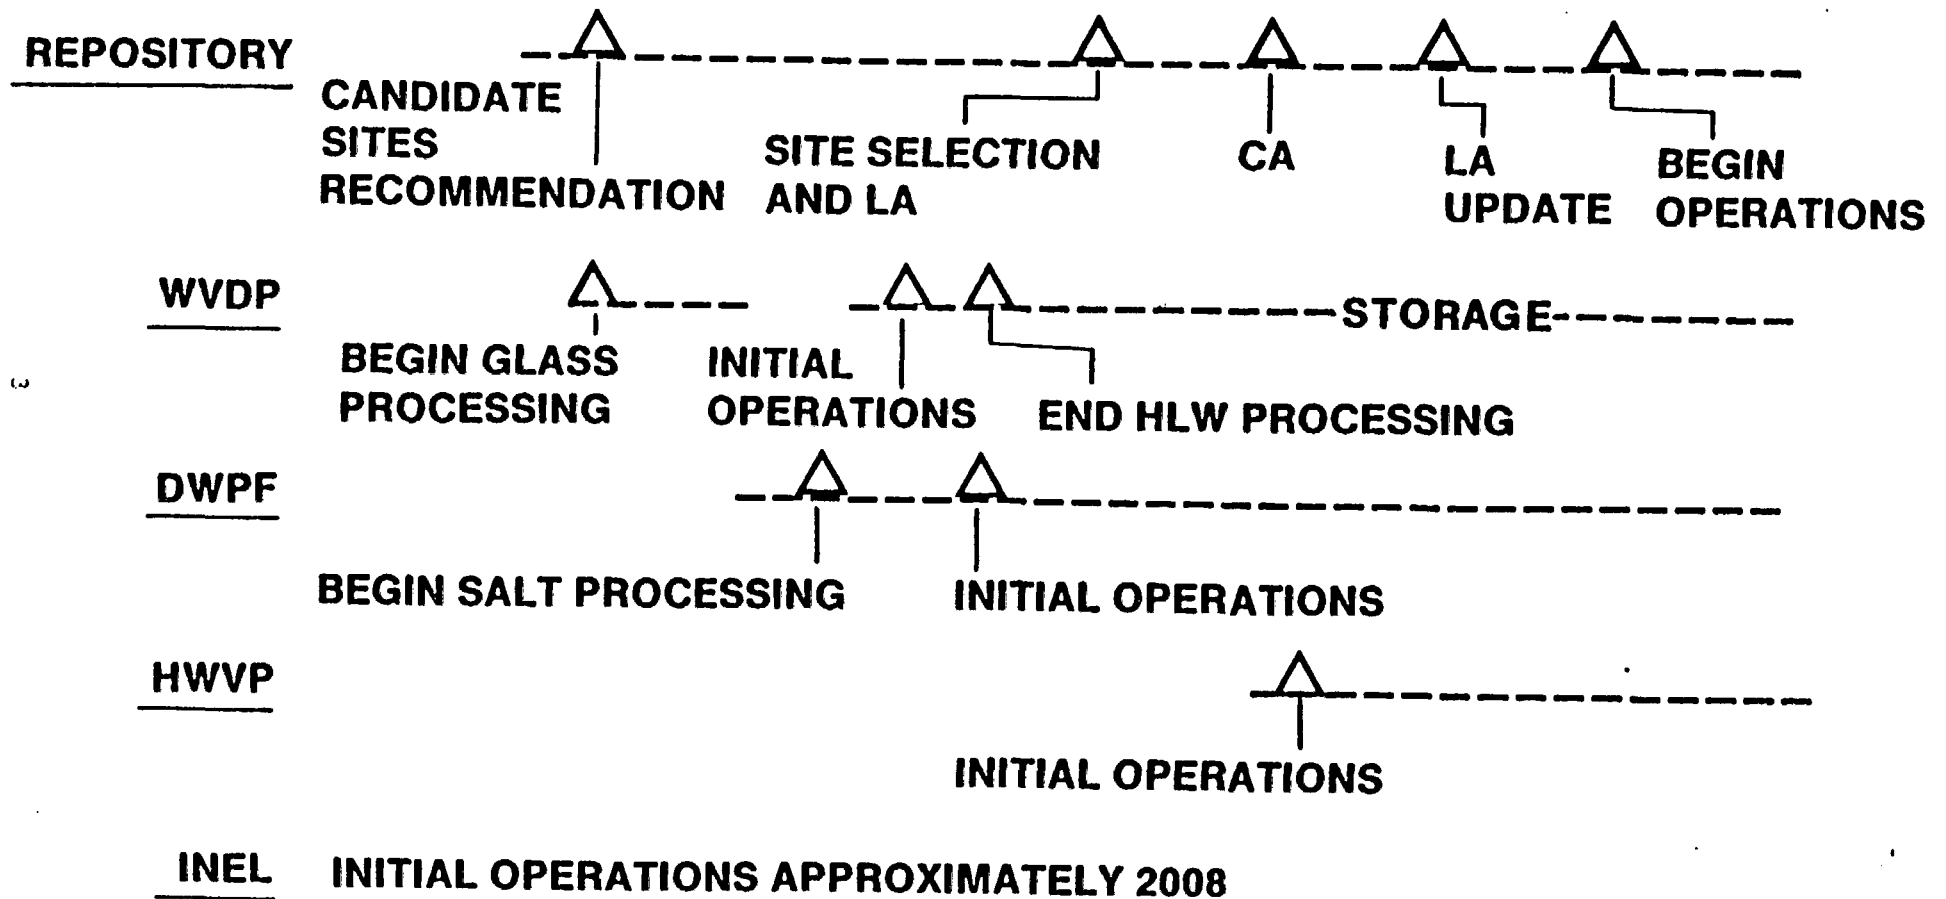 REPOSITORY
CANDIDATE
SITES
RECOMMENDATION
SITE SELECTION
AND LA
CA
LA
UPDATE
BEGIN
OPERATIONS
WVDP
STORAGE
BEGIN GLASS
PROCESSING
INITIAL
OPERATIONS
END HLW PROCESSING
3
DWPF
BEGIN SALT PROCESSING
INITIAL OPERATIONS
HWVP
INITIAL OPERATIONS
INEL
INITIAL OPERATIONS APPROXIMATELY 2008